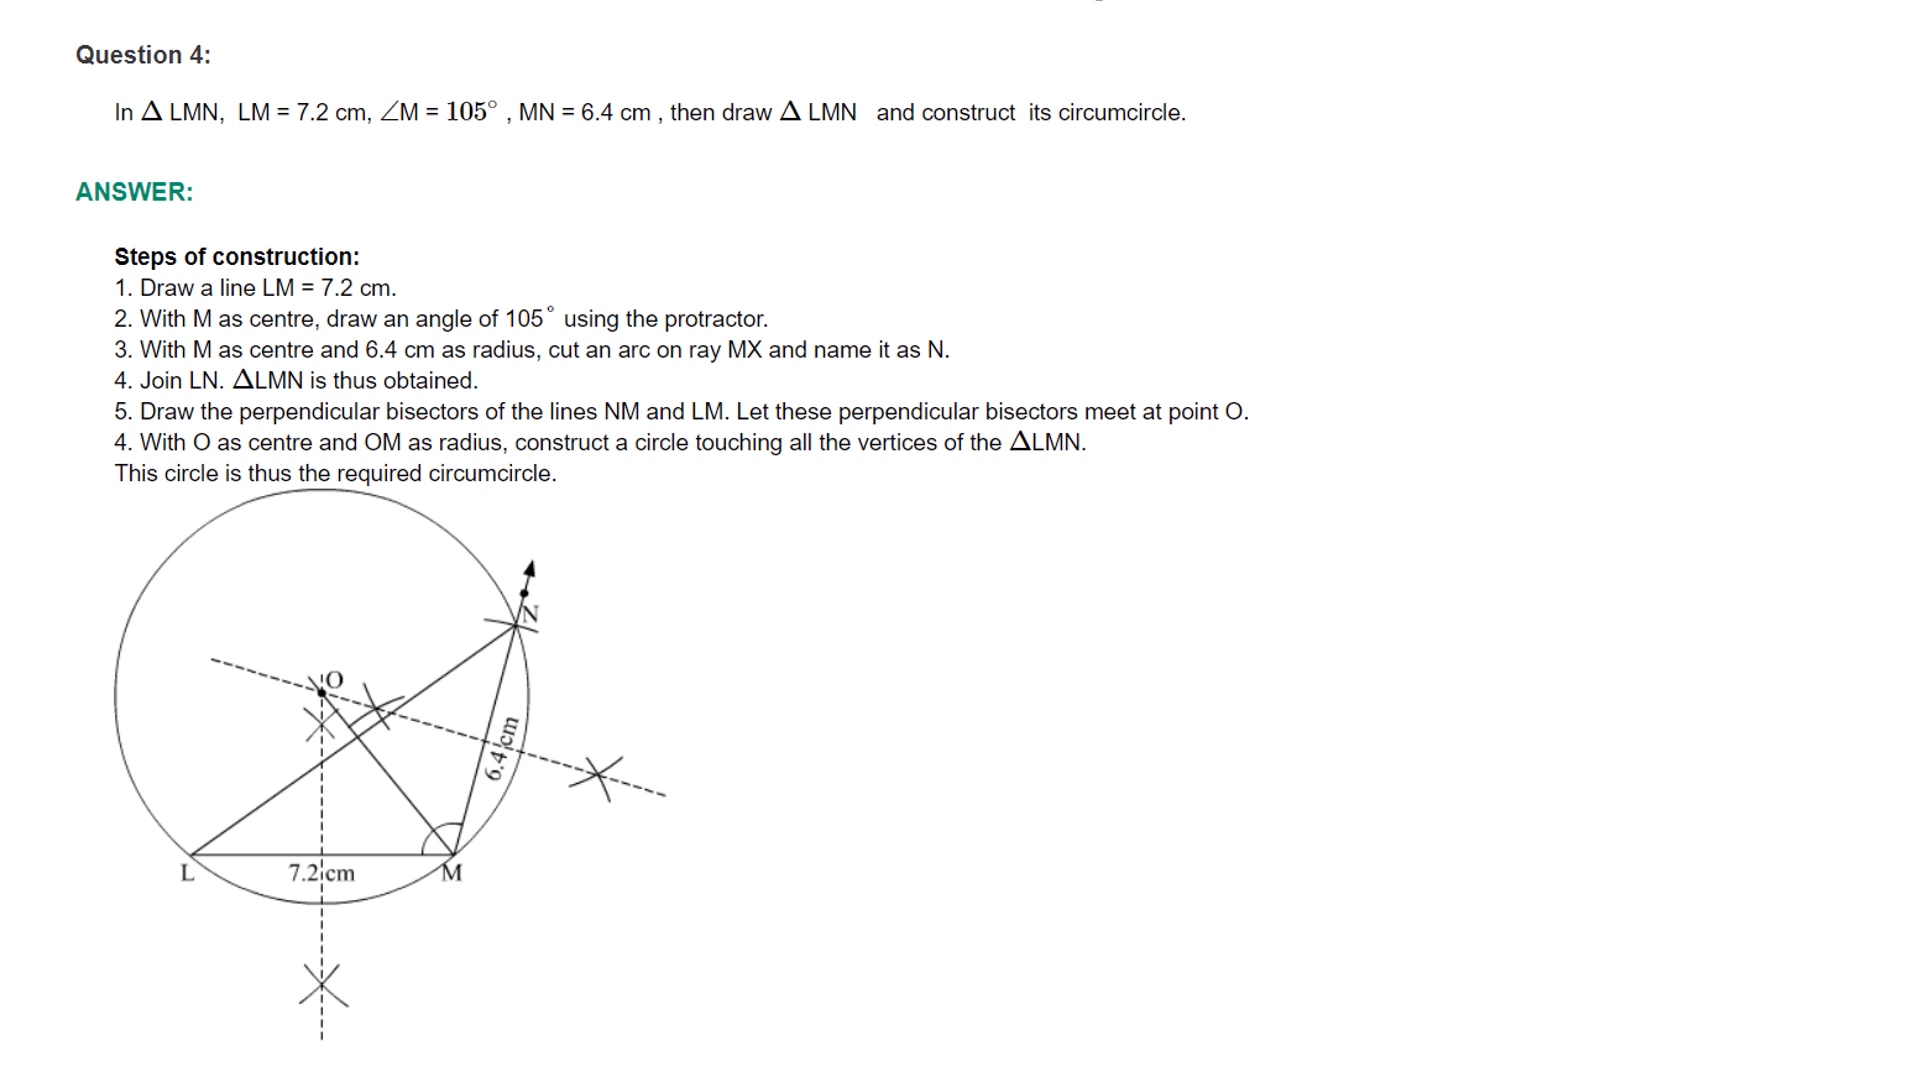 Question 4:
In Δ LMN, LM = 7.2 cm, ∠M = 105° , MN = 6.4 cm , then draw Δ LMN and construct its circumcircle.
ANSWER:
Steps of construction:
1. Draw a line LM = 7.2 cm.
2. With M as centre, draw an angle of 105° using the protractor.
3. With M as centre and 6.4 cm as radius, cut an arc on ray MX and name it as N.
4. Join LN. ΔLMN is thus obtained.
5. Draw the perpendicular bisectors of the lines NM and LM. Let these perpendicular bisectors meet at point O.
4. With O as centre and OM as radius, construct a circle touching all the vertices of the ΔLMN.
This circle is thus the required circumcircle.
N
O
6.4 cm
L
7.2 cm
M